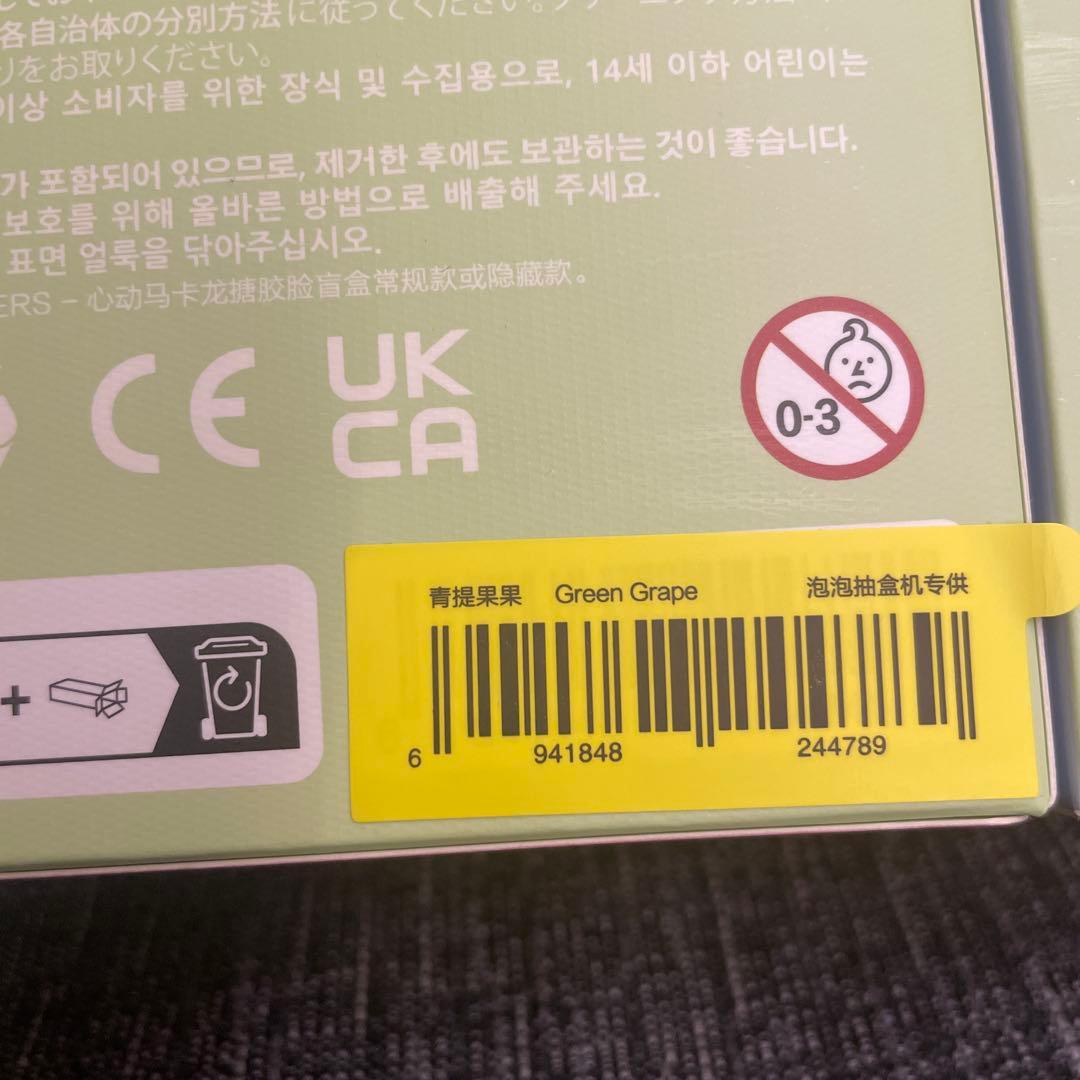 各自治体の分別方法に従ってください。
りをお取りください。
이상 소비자를 위한 장식 및 수집용으로, 14세 이하 어린이는
가 포함되어 있으므로, 제거한 후에도 보관하는 것이 좋습니다.
보호를 위해 올바른 방법으로 배출해 주세요.
표면 얼룩을 닦아주십시오.
ERS - 心动马卡龙搪胶脸盲盒常规款或隐藏款。
CE
UK
CA
0-3
青提果果 Green Grape 泡泡抽盒机专供
+
6 941848 244789